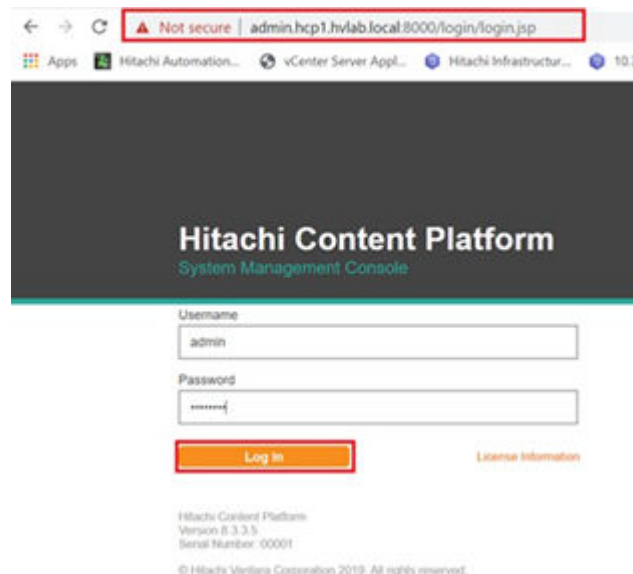 Not secure | admin.hcp1.hvlab.local:8000/login/login.jsp
Apps Hitachi Automation... vCenter Server Appl... Hitachi Infrastructur... 10.
Hitachi Content Platform
System Management Console
Username
admin
Password
Log In License Information
Hitachi Content Platform
Version 8.3.3.5
Serial Number: 00001
© Hitachi Vantara Corporation 2019. All rights reserved.